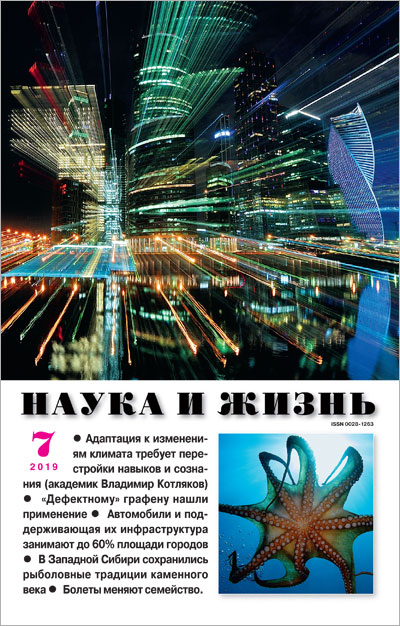 НАУКА И ЖИЗНЬ
ISSN 0028-1263
7
2019
● Адаптация к изменени-
ям климата требует пере-
стройки навыков и созна-
ния (академик Владимир Котляков)
● «Дефектному» графену нашли
применение ● Автомобили и под-
держивающая их инфраструктура
занимают до 60% площади городов
● В Западной Сибири сохранились
рыболовные традиции каменного
века ● Болеты меняют семейство.